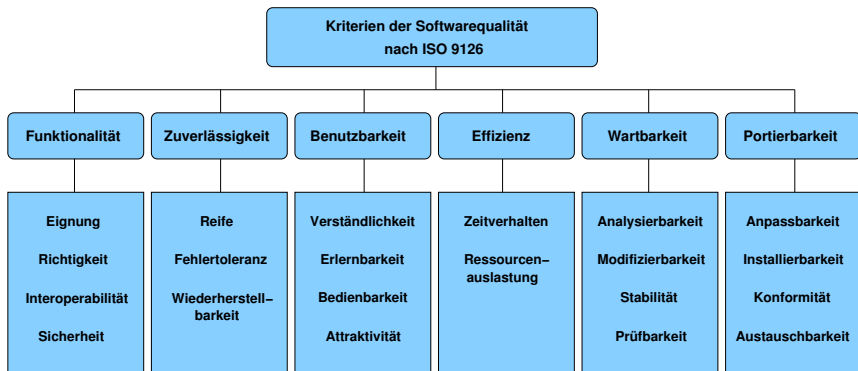 Kriterien der Softwarequalität
nach ISO 9126
Funktionalität
Zuverlässigkeit
Benutzbarkeit
Effizienz
Wartbarkeit
Portierbarkeit
Eignung
Richtigkeit
Interoperabilität
Sicherheit
Reife
Fehlertoleranz
Wiederherstell–
barkeit
Verständlichkeit
Erlernbarkeit
Bedienbarkeit
Attraktivität
Zeitverhalten
Ressourcen–
auslastung
Analysierbarkeit
Modifizierbarkeit
Stabilität
Prüfbarkeit
Anpassbarkeit
Installierbarkeit
Konformität
Austauschbarkeit